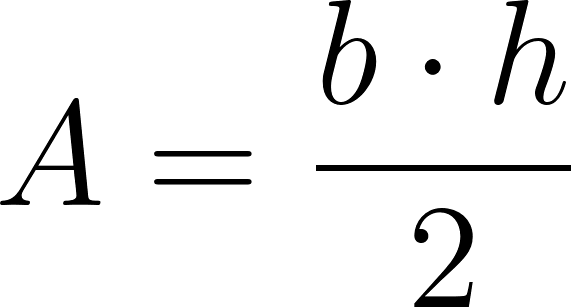 A = b · h / 2